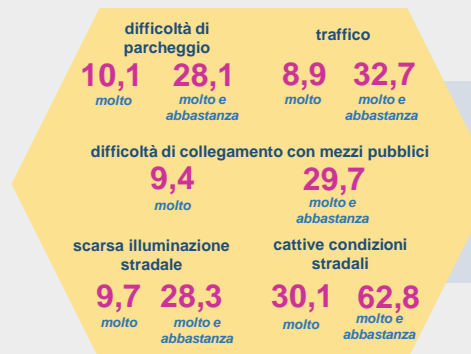 difficoltà di
parcheggio
10,1 28,1
molto molto e
abbastanza
traffico
8,9 32,7
molto molto e
abbastanza
difficoltà di collegamento con mezzi pubblici
9,4 29,7
molto molto e
abbastanza
scarsa illuminazione
stradale
9,7 28,3
molto molto e
abbastanza
cattive condizioni
stradali
30,1 62,8
molto molto e
abbastanza